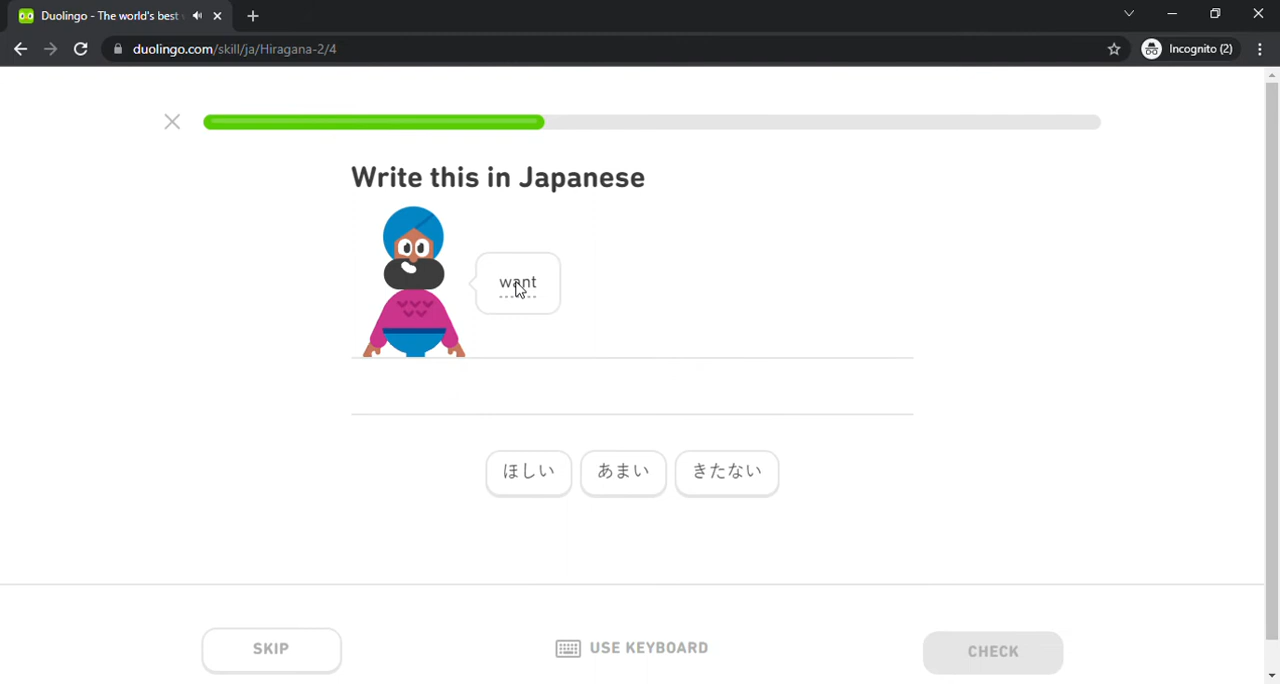 Duolingo - The world's best
duolingo.com/skill/ja/Hiragana-2/4
Incognito (2)
Write this in Japanese
want
ほしい あまい きたない
SKIP
USE KEYBOARD
CHECK